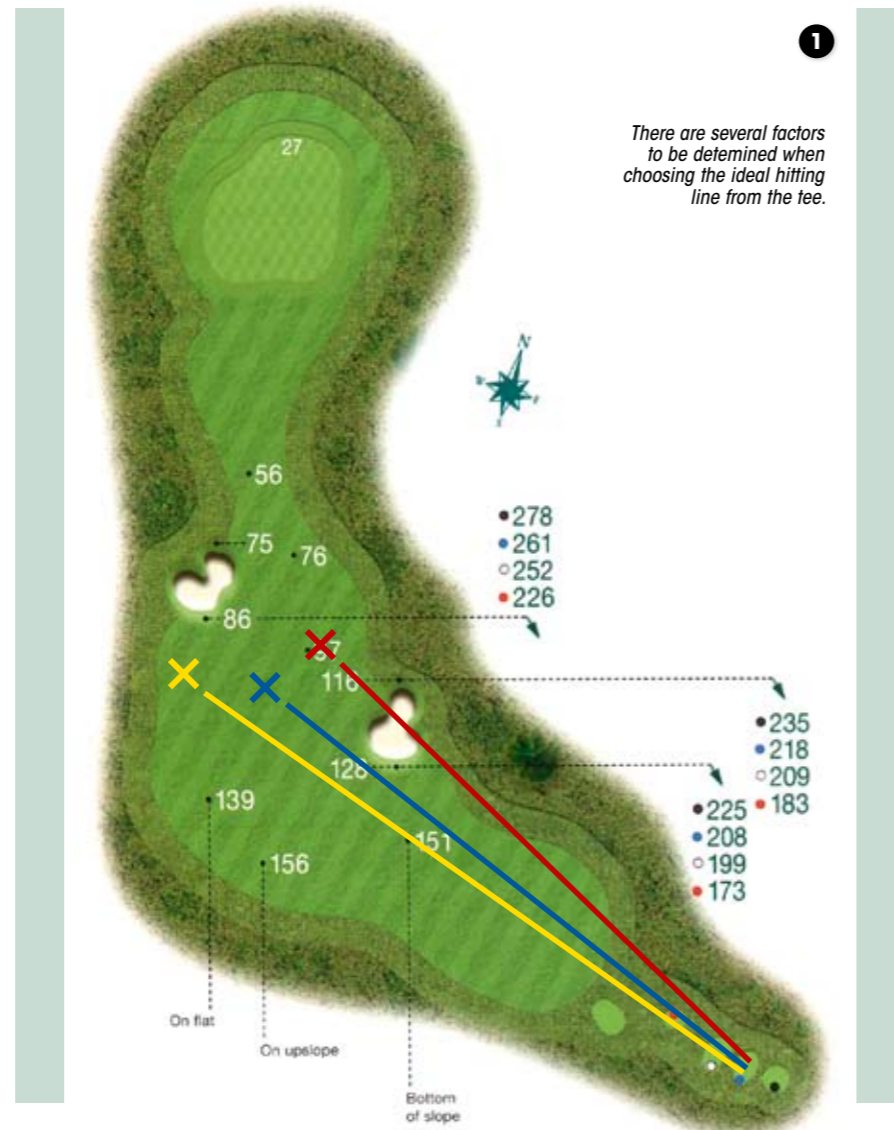 1
There are several factors
to be detemined when
choosing the ideal hitting
line from the tee.
27
N
56
278
75
76
261
252
226
86
97
116
235
218
128
209
139
225
183
151
208
156
199
173
On flat
On upslope
Bottom
of slope